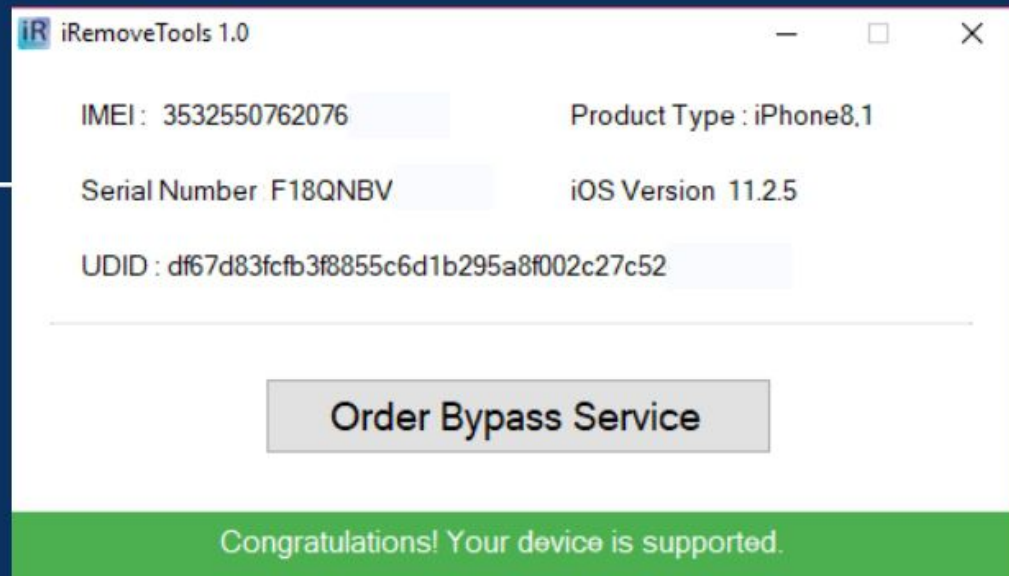 iR iRemoveTools 1.0
IMEI : 3532550762076
Product Type : iPhone8,1
Serial Number F18QNBV
iOS Version 11.2.5
UDID : df67d83fcfb3f8855c6d1b295a8f002c27c52
Order Bypass Service
Congratulations! Your device is supported.